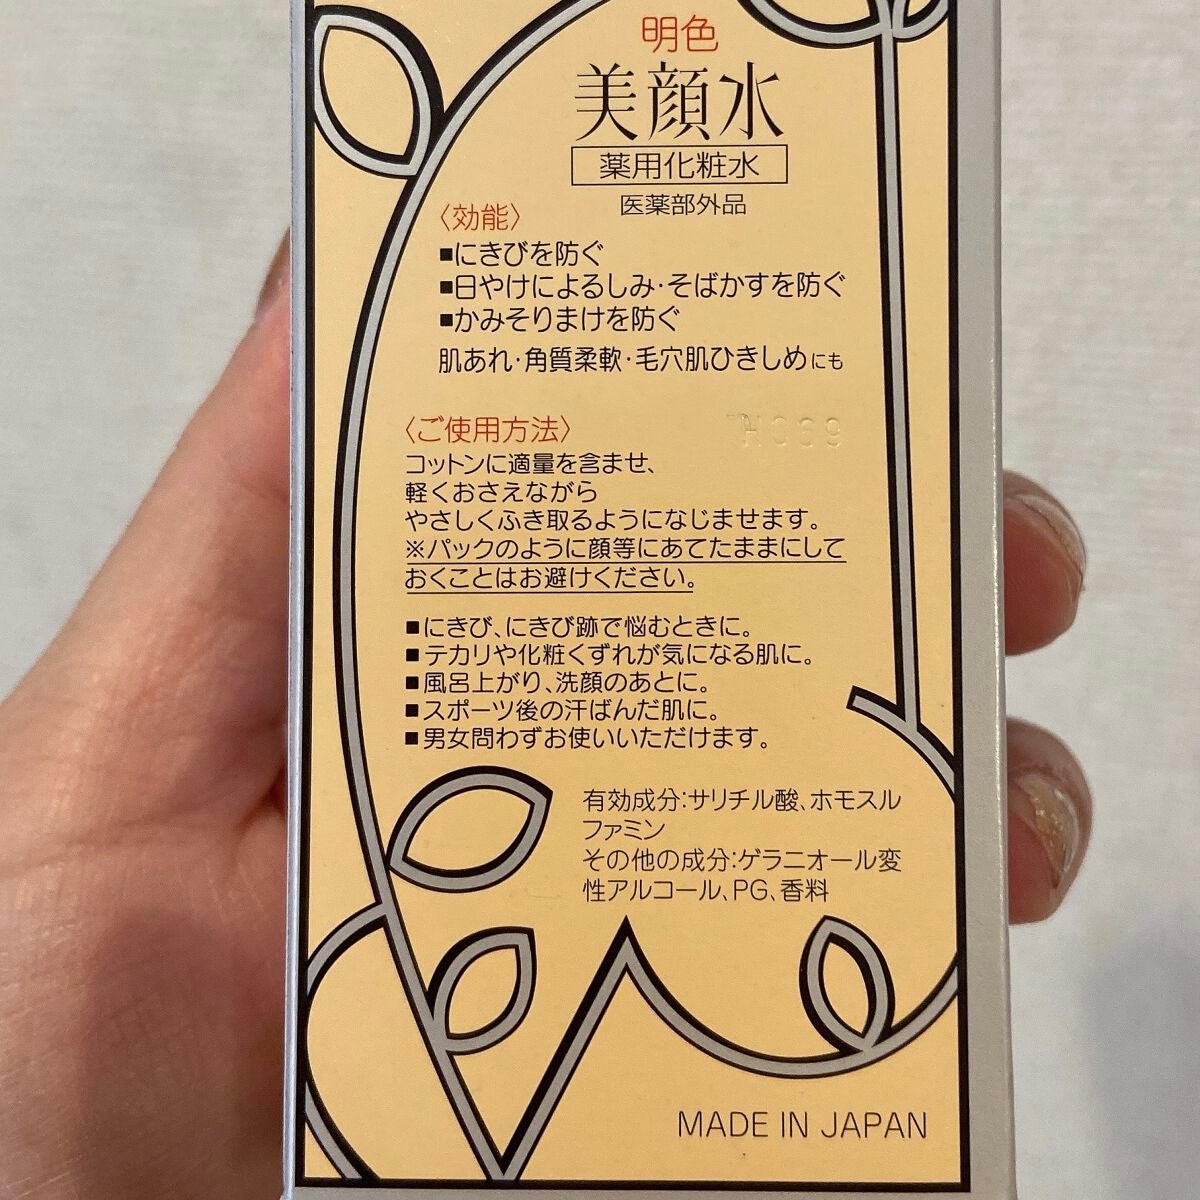 明色
美顔水
薬用化粧水
医薬部外品
〈効能〉
■にきびを防ぐ
■日やけによるしみ・そばかすを防ぐ
■かみそりまけを防ぐ
肌あれ・角質柔軟・毛穴肌ひきしめにも
〈ご使用方法〉
コットンに適量を含ませ、
軽くおさえながら
やさしくふき取るようになじませます。
※パックのように顔等にあてたままにして
おくことはお避けください。
■にきび、にきび跡で悩むときに。
■テカリや化粧くずれが気になる肌に。
■風呂上がり、洗顔のあとに。
■スポーツ後の汗ばんだ肌に。
■男女問わずお使いいただけます。
有効成分:サリチル酸、ホモスル
ファミン
その他の成分:ゲラニオール変
性アルコール、PG、香料
MADE IN JAPAN